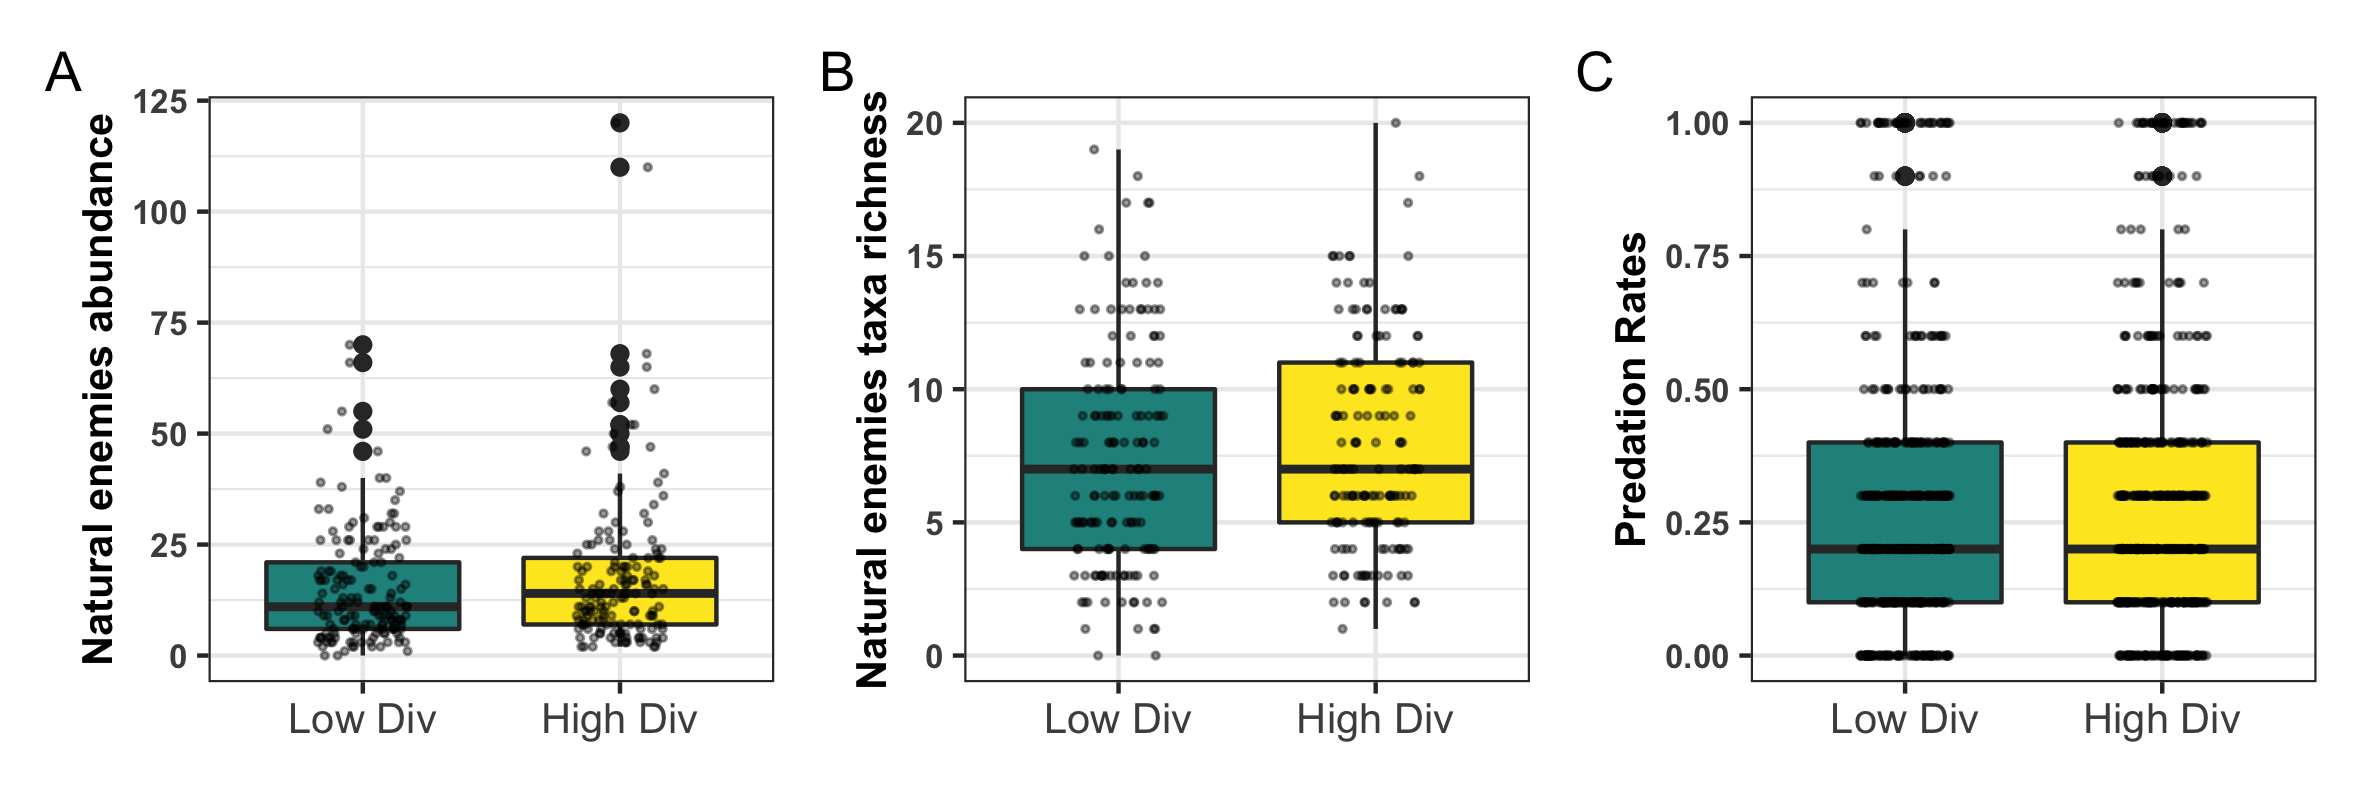 A
Natural enemies abundance
125
100
75
50
25
0
Low Div
High Div
B
Natural enemies taxa richness
20
15
10
5
0
Low Div
High Div
C
Predation Rates
1.00
0.75
0.50
0.25
0.00
Low Div
High Div